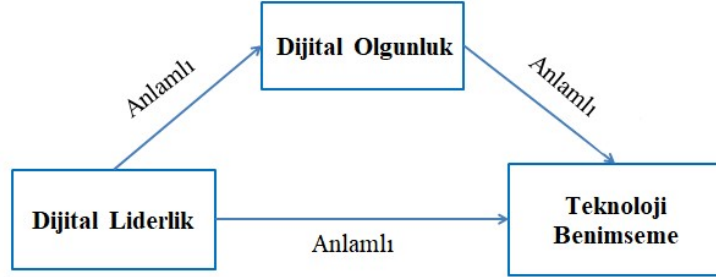 Dijital Olgunluk
Anlamlı
Anlamlı
Dijital Liderlik
Teknoloji
Benimseme
Anlamlı